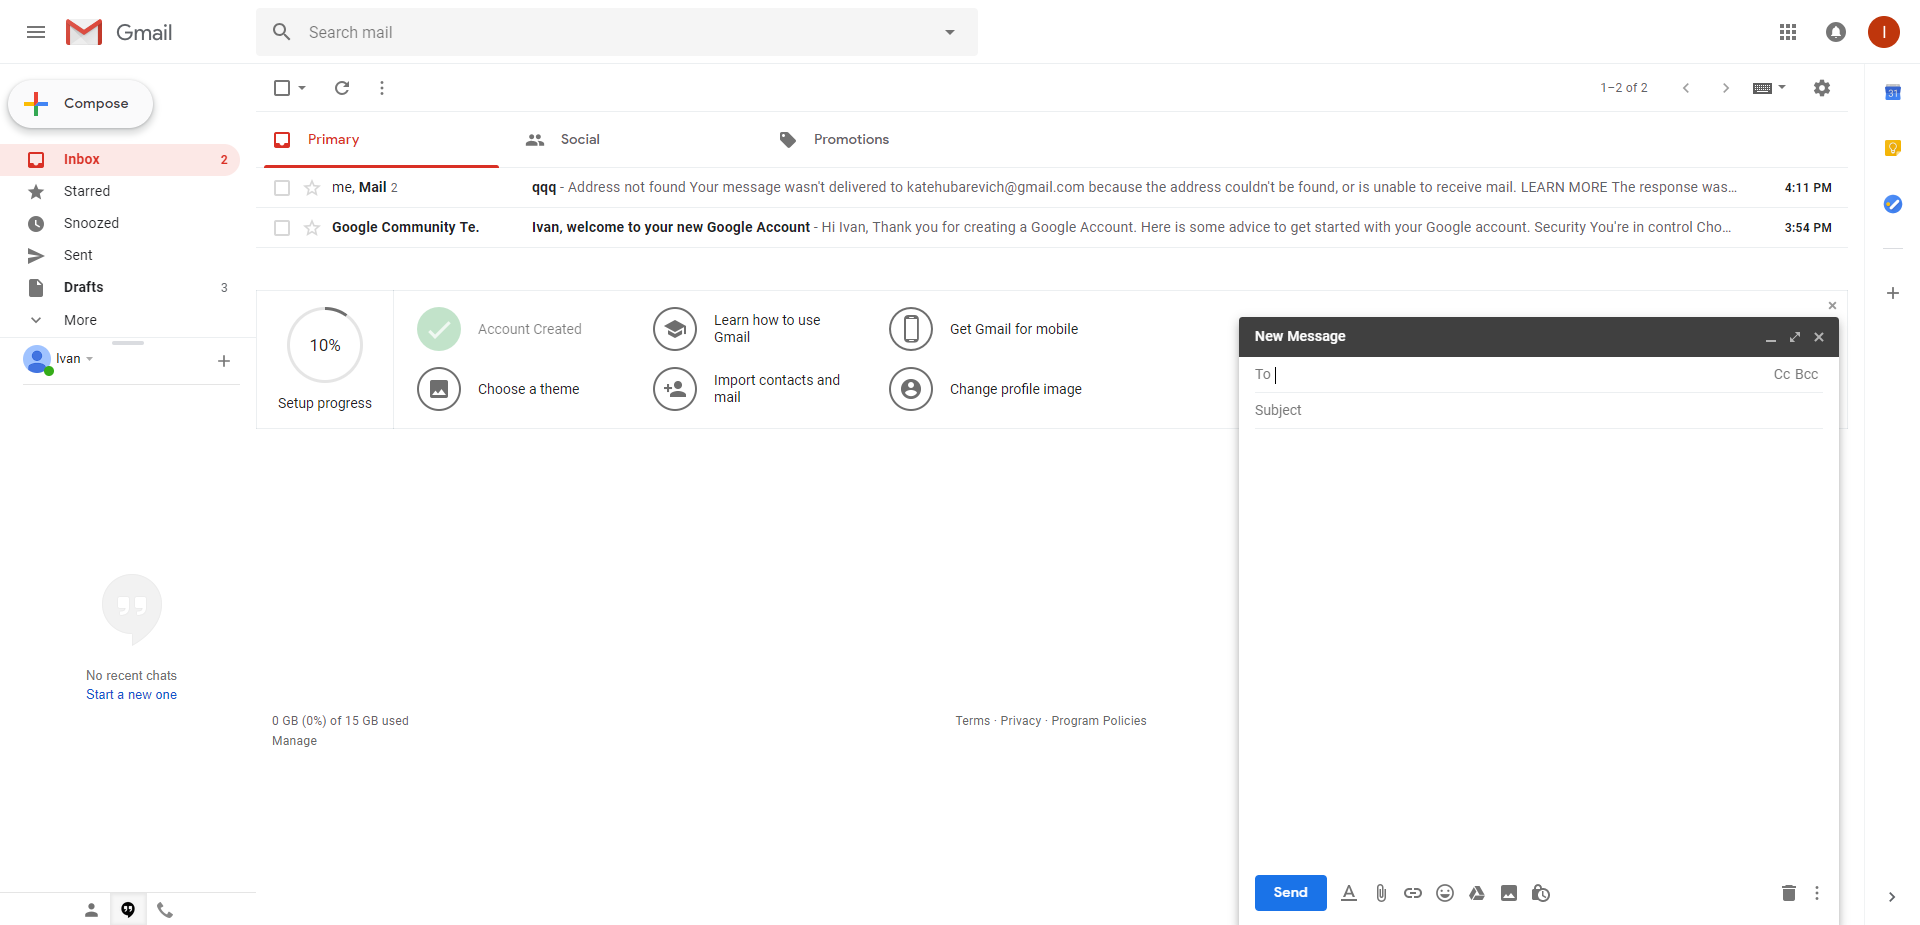 Gmail
Search mail
I
Compose
1–2 of 2
31
Primary
Social
Promotions
Inbox 2
Starred
Snoozed
Sent
Drafts 3
More
me, Mail 2 qqq - Address not found Your message wasn't delivered to katehubarevich@gmail.com because the address couldn't be found, or is unable to receive mail. LEARN MORE The response was... 4:11 PM
Google Community Te. Ivan, welcome to your new Google Account - Hi Ivan, Thank you for creating a Google Account. Here is some advice to get started with your Google account. Security You're in control Cho... 3:54 PM
Ivan
10%
Setup progress
Account Created
Learn how to use
Gmail
Get Gmail for mobile
Choose a theme
Import contacts and
mail
Change profile image
New Message
To
Cc Bcc
Subject
No recent chats
Start a new one
0 GB (0%) of 15 GB used
Manage
Terms · Privacy · Program Policies
Send